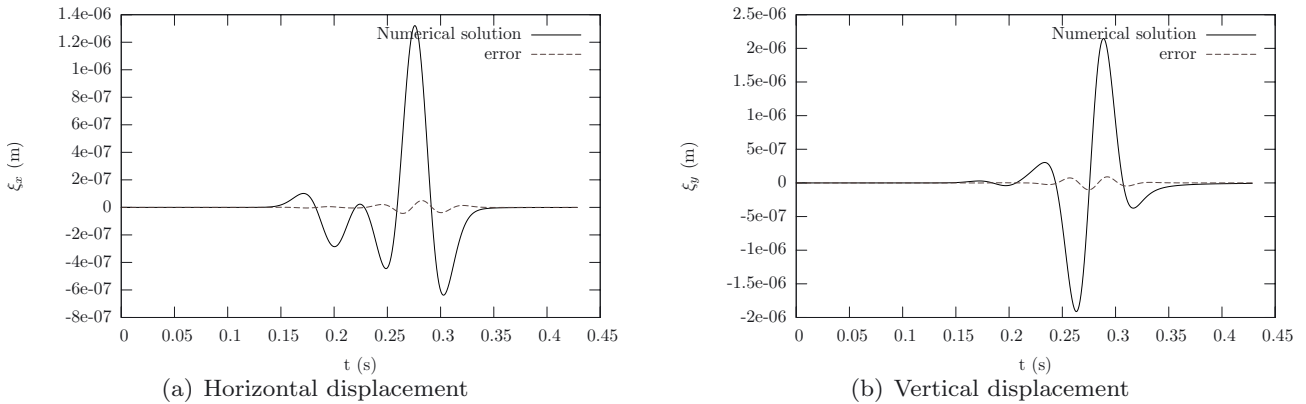 1.4e-06
1.2e-06
1e-06
8e-07
6e-07
4e-07
2e-07
0
-2e-07
-4e-07
-6e-07
-8e-07
ξx (m)
Numerical solution
error
0 0.05 0.1 0.15 0.2 0.25 0.3 0.35 0.4 0.45
t (s)
(a) Horizontal displacement
2.5e-06
2e-06
1.5e-06
1e-06
5e-07
0
-5e-07
-1e-06
-1.5e-06
-2e-06
ξy (m)
Numerical solution
error
0 0.05 0.1 0.15 0.2 0.25 0.3 0.35 0.4 0.45
t (s)
(b) Vertical displacement